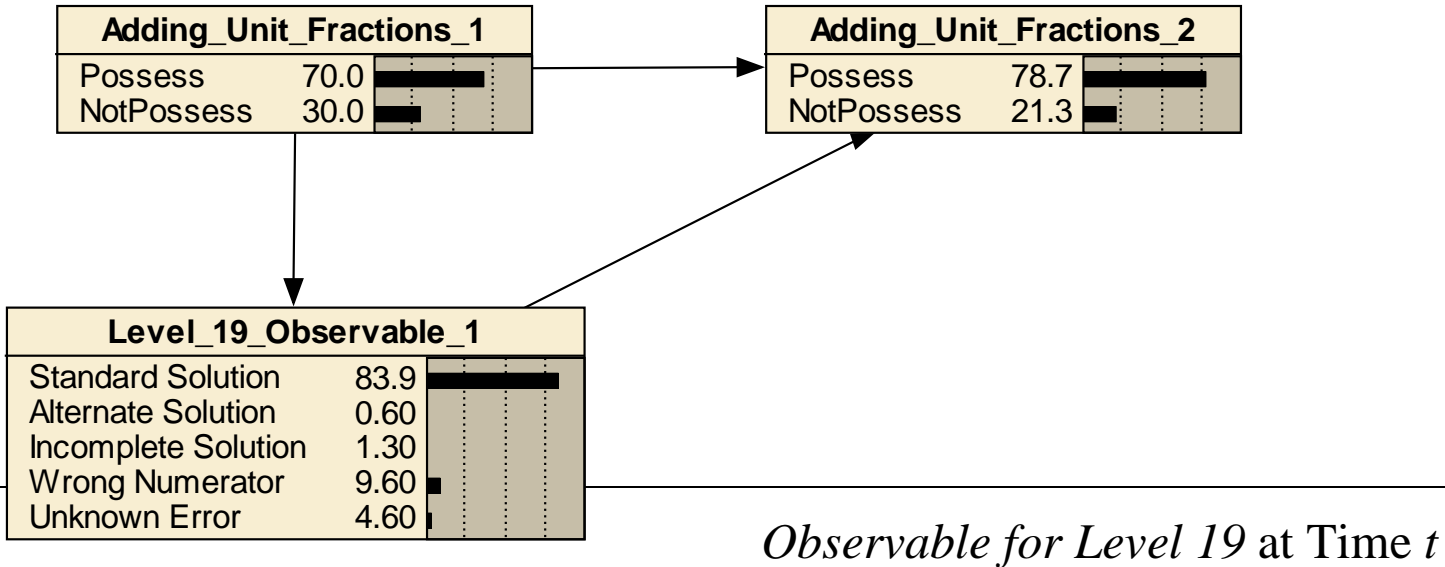 Adding_Unit_Fractions_1
Possess 70.0
NotPossess 30.0
Adding_Unit_Fractions_2
Possess 78.7
NotPossess 21.3
Level_19_Observable_1
Standard Solution 83.9
Alternate Solution 0.60
Incomplete Solution 1.30
Wrong Numerator 9.60
Unknown Error 4.60
Observable for Level 19 at Time t